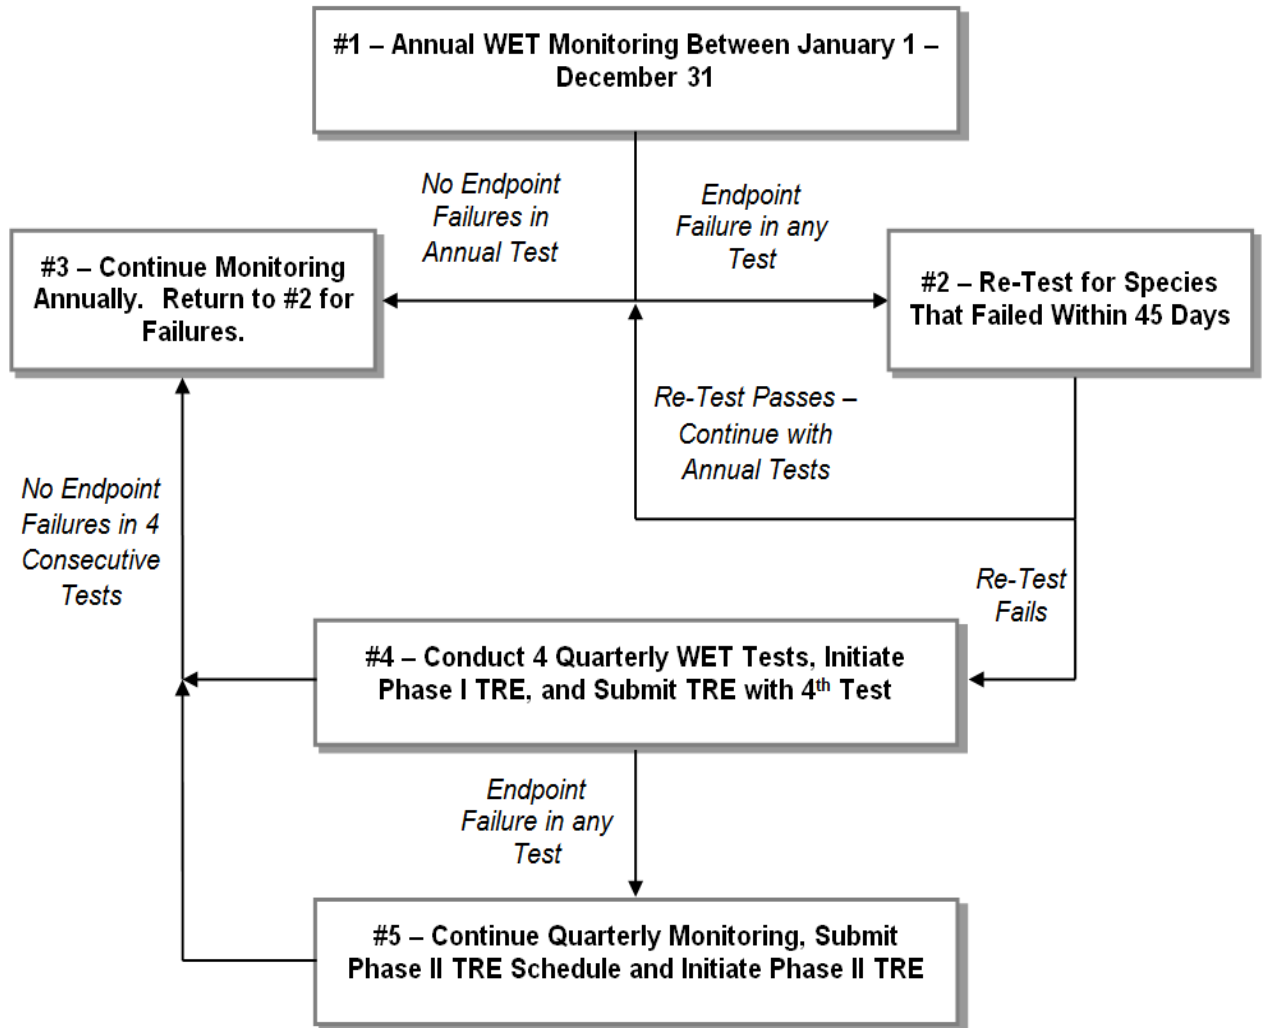 #1 – Annual WET Monitoring Between January 1 –
December 31
No Endpoint
Failures in
Annual Test
Endpoint
Failure in any
Test
#3 – Continue Monitoring
Annually. Return to #2 for
Failures.
#2 – Re-Test for Species
That Failed Within 45 Days
Re-Test Passes –
Continue with
Annual Tests
No Endpoint
Failures in 4
Consecutive
Tests
Re-Test
Fails
#4 – Conduct 4 Quarterly WET Tests, Initiate
Phase I TRE, and Submit TRE with 4th Test
Endpoint
Failure in any
Test
#5 – Continue Quarterly Monitoring, Submit
Phase II TRE Schedule and Initiate Phase II TRE